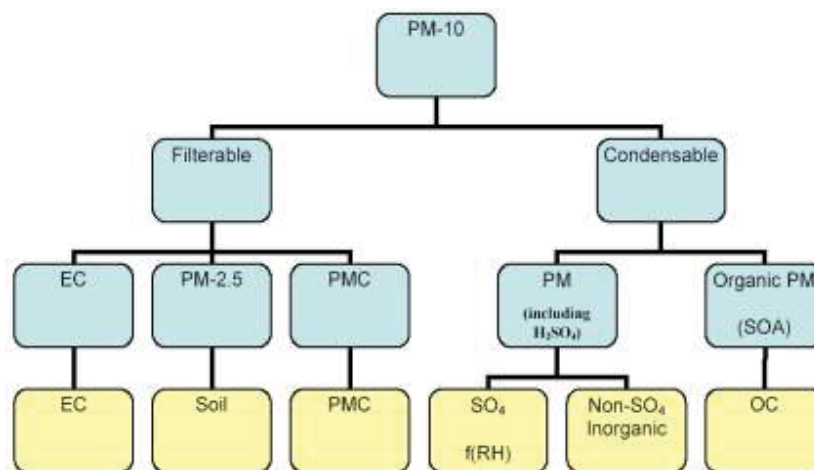 PM-10
Filterable
Condensable
EC
PM-2.5
PMC
PM
(including
H₂SO₄)
Organic PM
(SOA)
EC
Soil
PMC
SO₄
f(RH)
Non-SO₄
Inorganic
OC